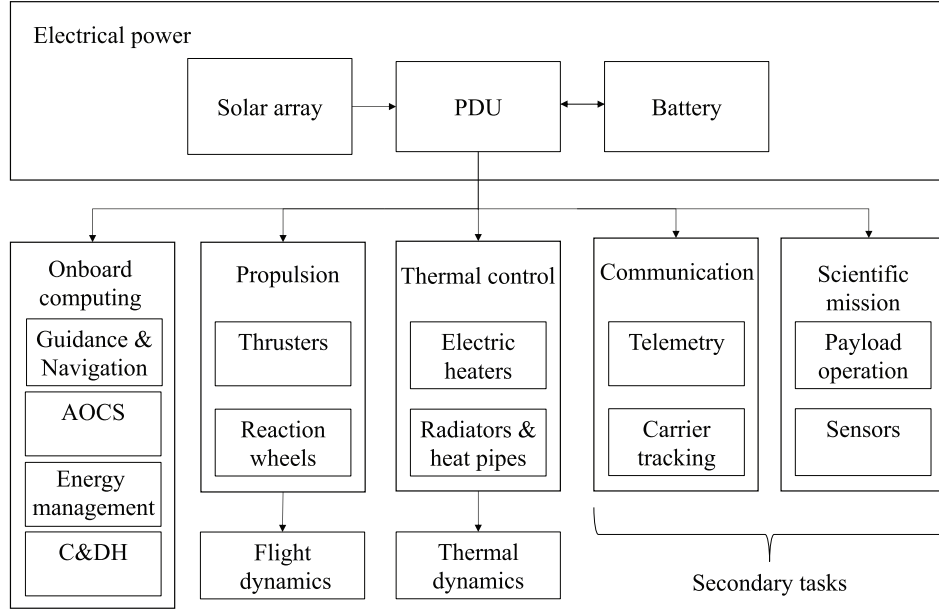 Electrical power
Solar array
PDU
Battery
Onboard
computing
Guidance &
Navigation
AOCS
Energy
management
C&DH
Propulsion
Thrusters
Reaction
wheels
Flight
dynamics
Thermal control
Electric
heaters
Radiators &
heat pipes
Thermal
dynamics
Communication
Telemetry
Carrier
tracking
Scientific
mission
Payload
operation
Sensors
Secondary tasks